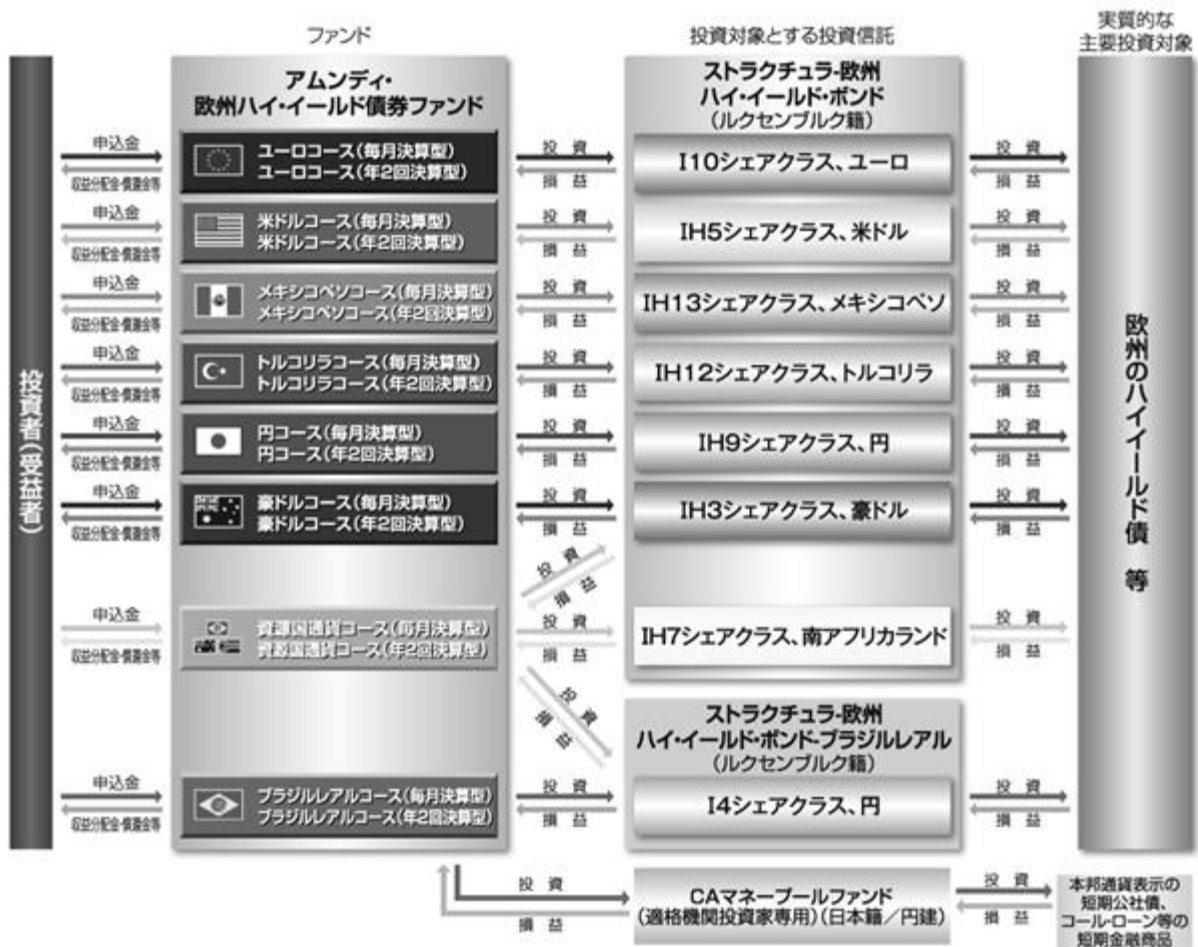 ファンド
投資対象とする投資信託
実質的な
主要投資対象
投資者(受益者)
アムンディ・
欧州ハイ・イールド債券ファンド
ストラクチュラ-欧州
ハイ・イールド・ボンド
(ルクセンブルク籍)
欧州のハイイールド債 等
申込金
収益分配金・償還金等
ユーロコース(毎月決算型)
ユーロコース(年2回決算型)
投資
損益
I10シェアクラス、ユーロ
投資
損益
申込金
収益分配金・償還金等
米ドルコース(毎月決算型)
米ドルコース(年2回決算型)
投資
損益
IH5シェアクラス、米ドル
投資
損益
申込金
収益分配金・償還金等
メキシコペソコース(毎月決算型)
メキシコペソコース(年2回決算型)
投資
損益
IH13シェアクラス、メキシコペソ
投資
損益
申込金
収益分配金・償還金等
トルコリラコース(毎月決算型)
トルコリラコース(年2回決算型)
投資
損益
IH12シェアクラス、トルコリラ
投資
損益
申込金
収益分配金・償還金等
円コース(毎月決算型)
円コース(年2回決算型)
投資
損益
IH9シェアクラス、円
投資
損益
申込金
収益分配金・償還金等
豪ドルコース(毎月決算型)
豪ドルコース(年2回決算型)
投資
損益
IH3シェアクラス、豪ドル
投資
損益
投資
損益
申込金
収益分配金・償還金等
資源国通貨コース(毎月決算型)
資源国通貨コース(年2回決算型)
投資
損益
IH7シェアクラス、南アフリカランド
投資
損益
投資
損益
ストラクチュラ-欧州
ハイ・イールド・ボンド-ブラジルレアル
(ルクセンブルク籍)
申込金
収益分配金・償還金等
ブラジルレアルコース(毎月決算型)
ブラジルレアルコース(年2回決算型)
投資
損益
I4シェアクラス、円
投資
損益
投資
損益
CAマネープールファンド
(適格機関投資家専用)(日本籍/円建)
投資
損益
本邦通貨表示の
短期公社債、
コール・ローン等の
短期金融商品